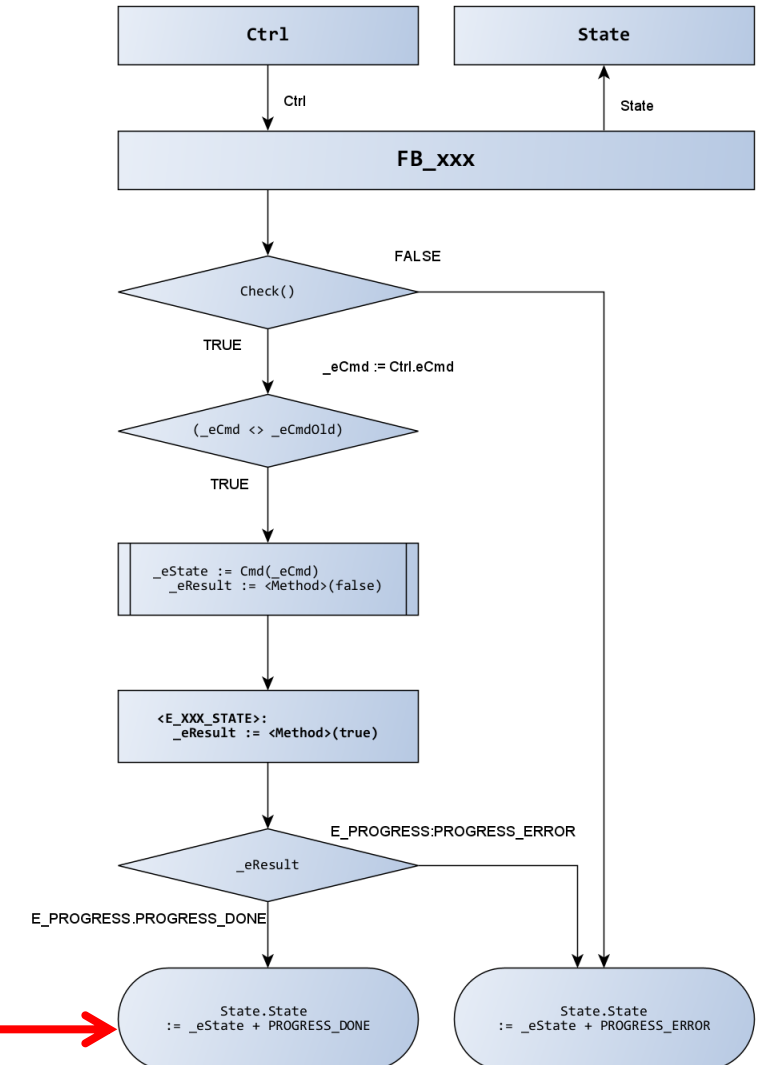 Ctrl
State
Ctrl
State
FB_xxx
FALSE
Check()
TRUE
_eCmd := Ctrl.eCmd
(_eCmd <> _eCmdOld)
TRUE
_eState := Cmd(_eCmd)
_eResult := <Method>(false)
<E_XXX_STATE>:
_eResult := <Method>(true)
E_PROGRESS:PROGRESS_ERROR
_eResult
E_PROGRESS.PROGRESS_DONE
State.State
:= _eState + PROGRESS_DONE
State.State
:= _eState + PROGRESS_ERROR